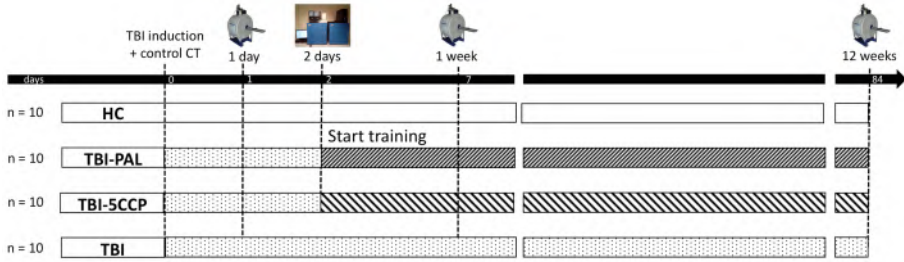 TBI induction
+ control CT
1 day
2 days
1 week
12 weeks
days 0 1 2 7 84
n = 10 HC
Start training
n = 10 TBI-PAL
n = 10 TBI-5CCP
n = 10 TBI